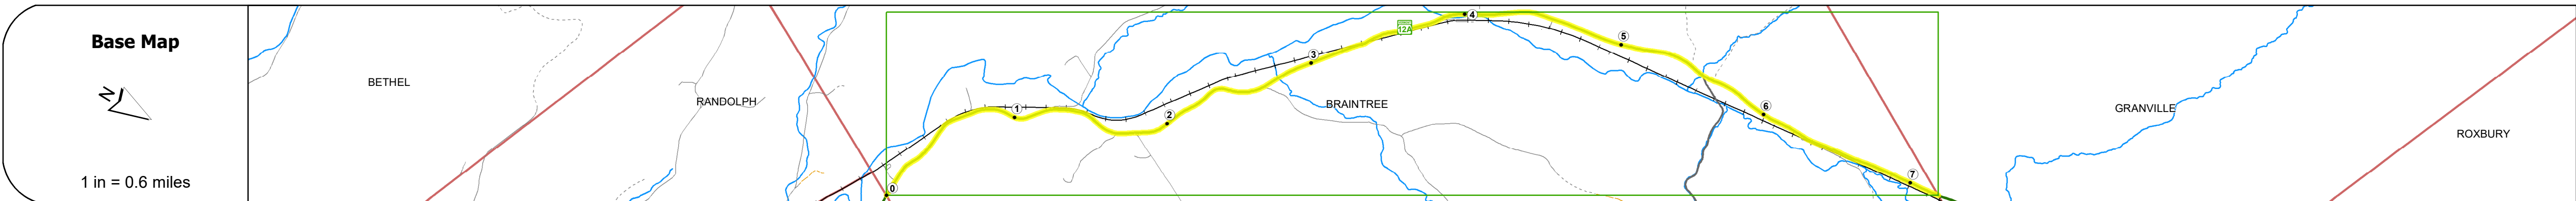 Base Map
N
1 in = 0.6 miles
BETHEL
RANDOLPH
BRAINTREE
GRANVILLE
ROXBURY
12A
0
1
2
3
4
5
6
7